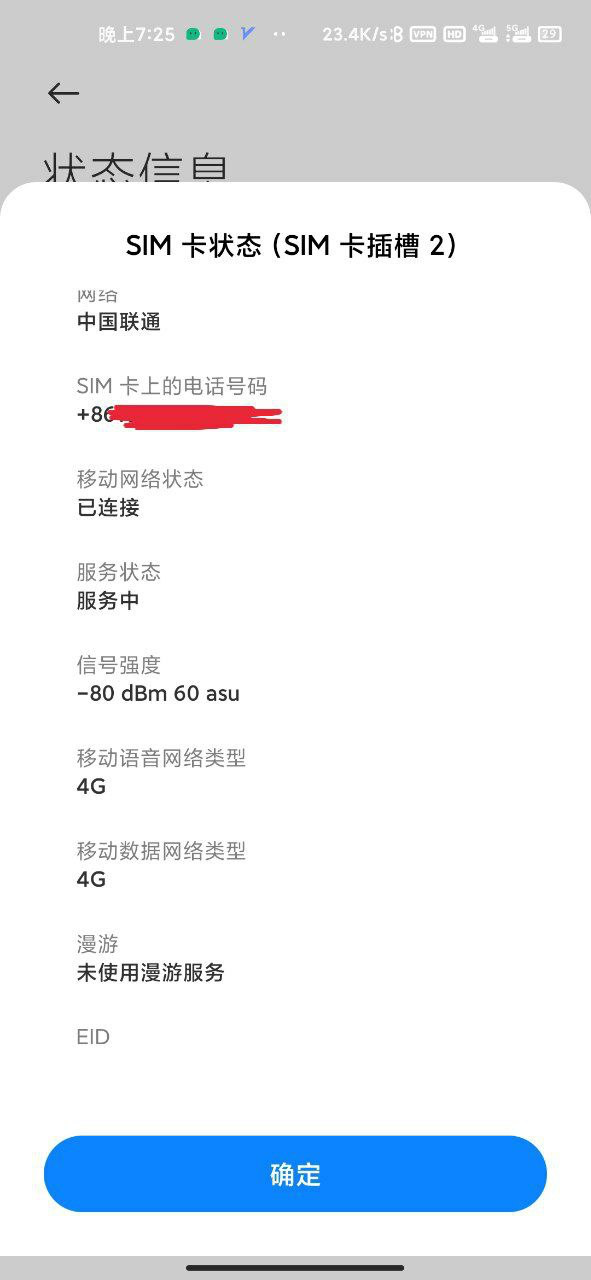 晚上7:25 23.4K/s VPN HD 4G 5G 29
状态信息
SIM 卡状态 (SIM 卡插槽 2)
网络
中国联通
SIM 卡上的电话号码
+86
移动网络状态
已连接
服务状态
服务中
信号强度
-80 dBm 60 asu
移动语音网络类型
4G
移动数据网络类型
4G
漫游
未使用漫游服务
EID
确定